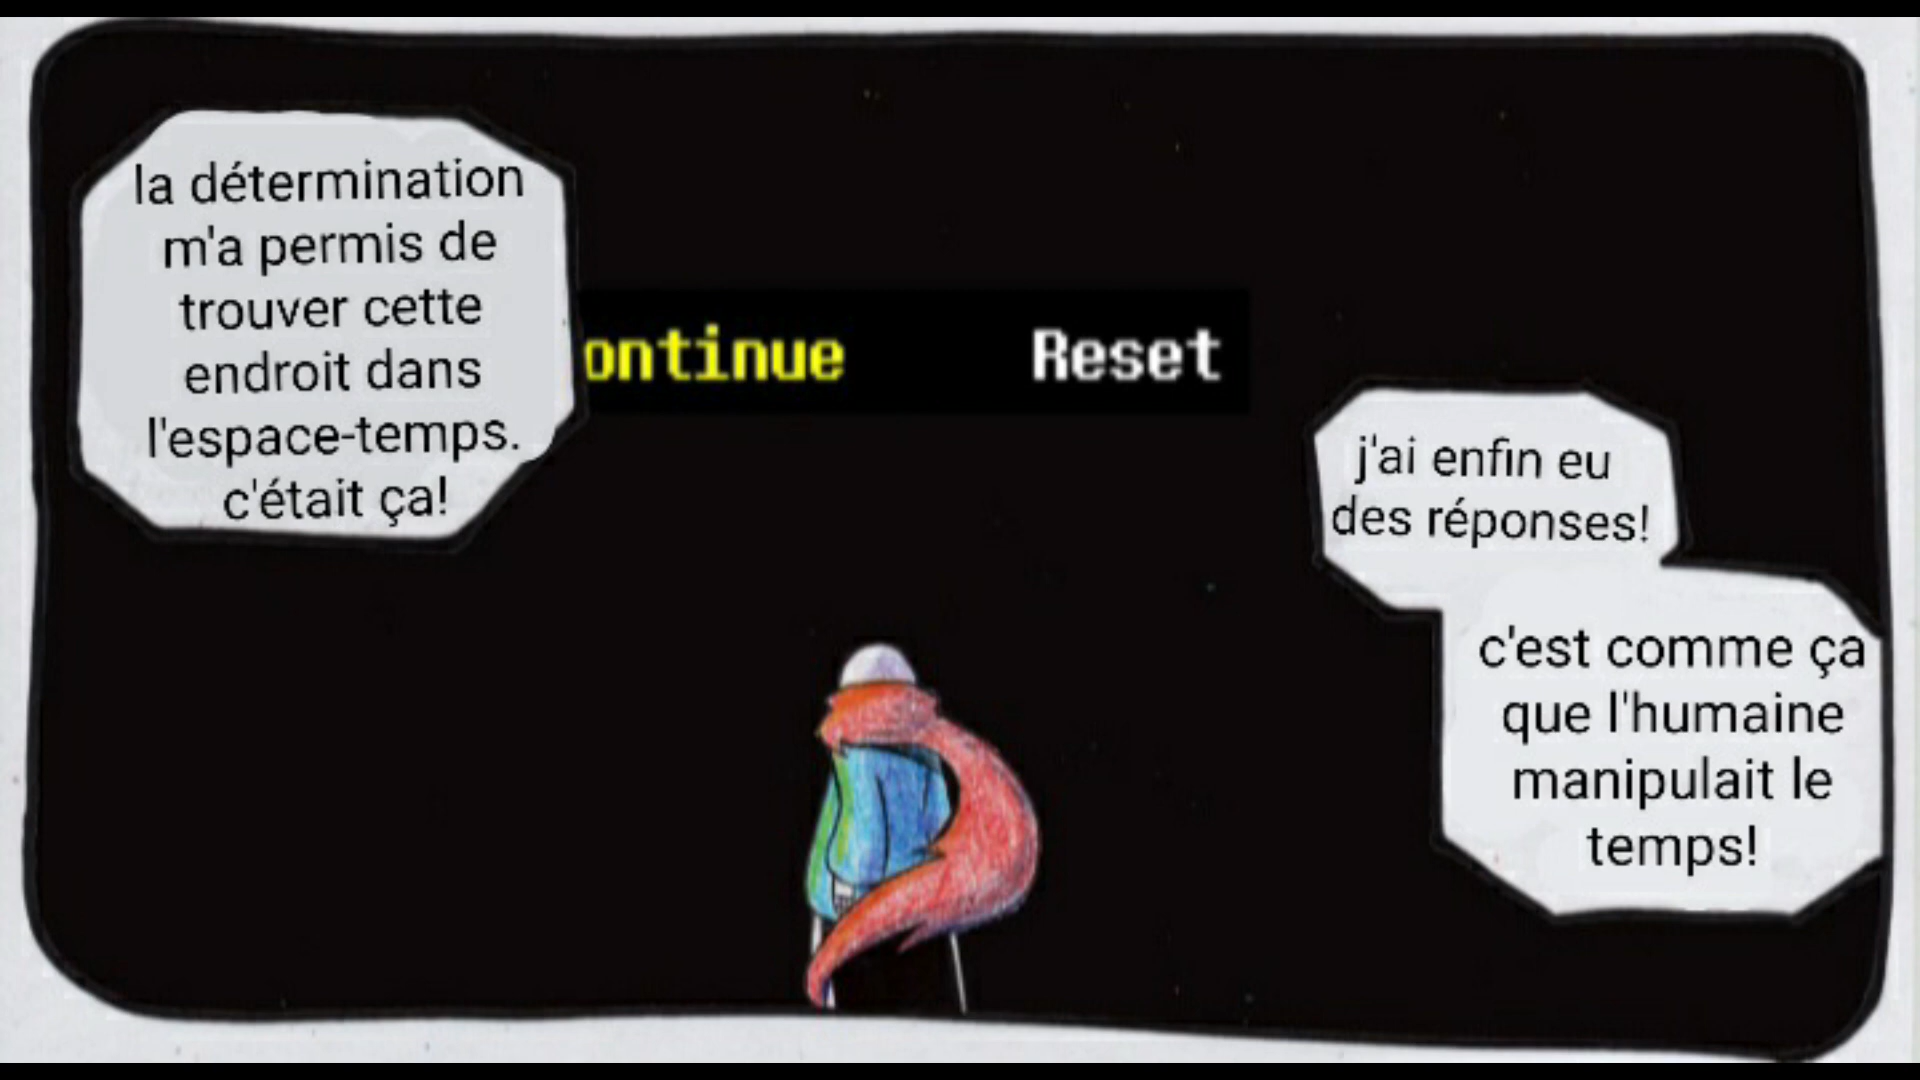 la détermination
m'a permis de
trouver cette
endroit dans
l'espace-temps.
c'était ça!
ontinue Reset
j'ai enfin eu
des réponses!
c'est comme ça
que l'humaine
manipulait le
temps!